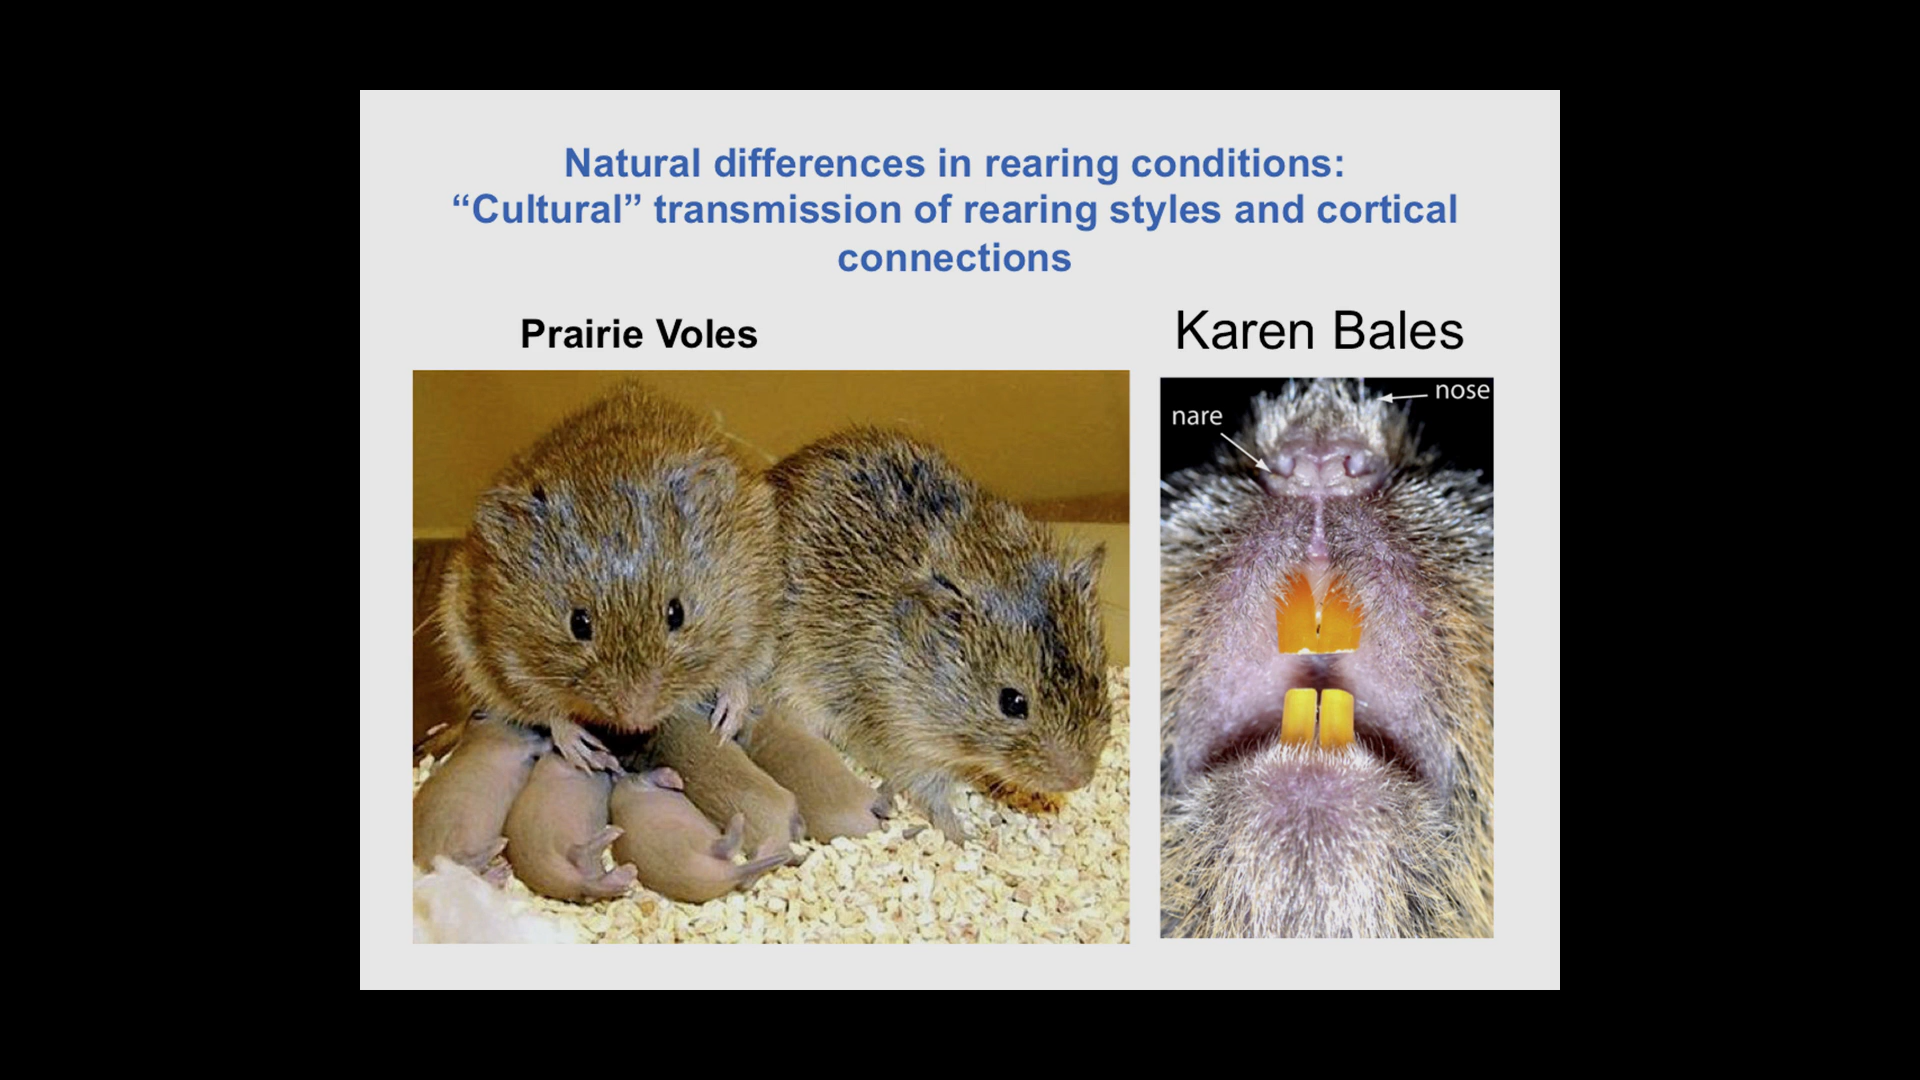 Natural differences in rearing conditions:
“Cultural” transmission of rearing styles and cortical
connections
Prairie Voles
Karen Bales
nose
nare